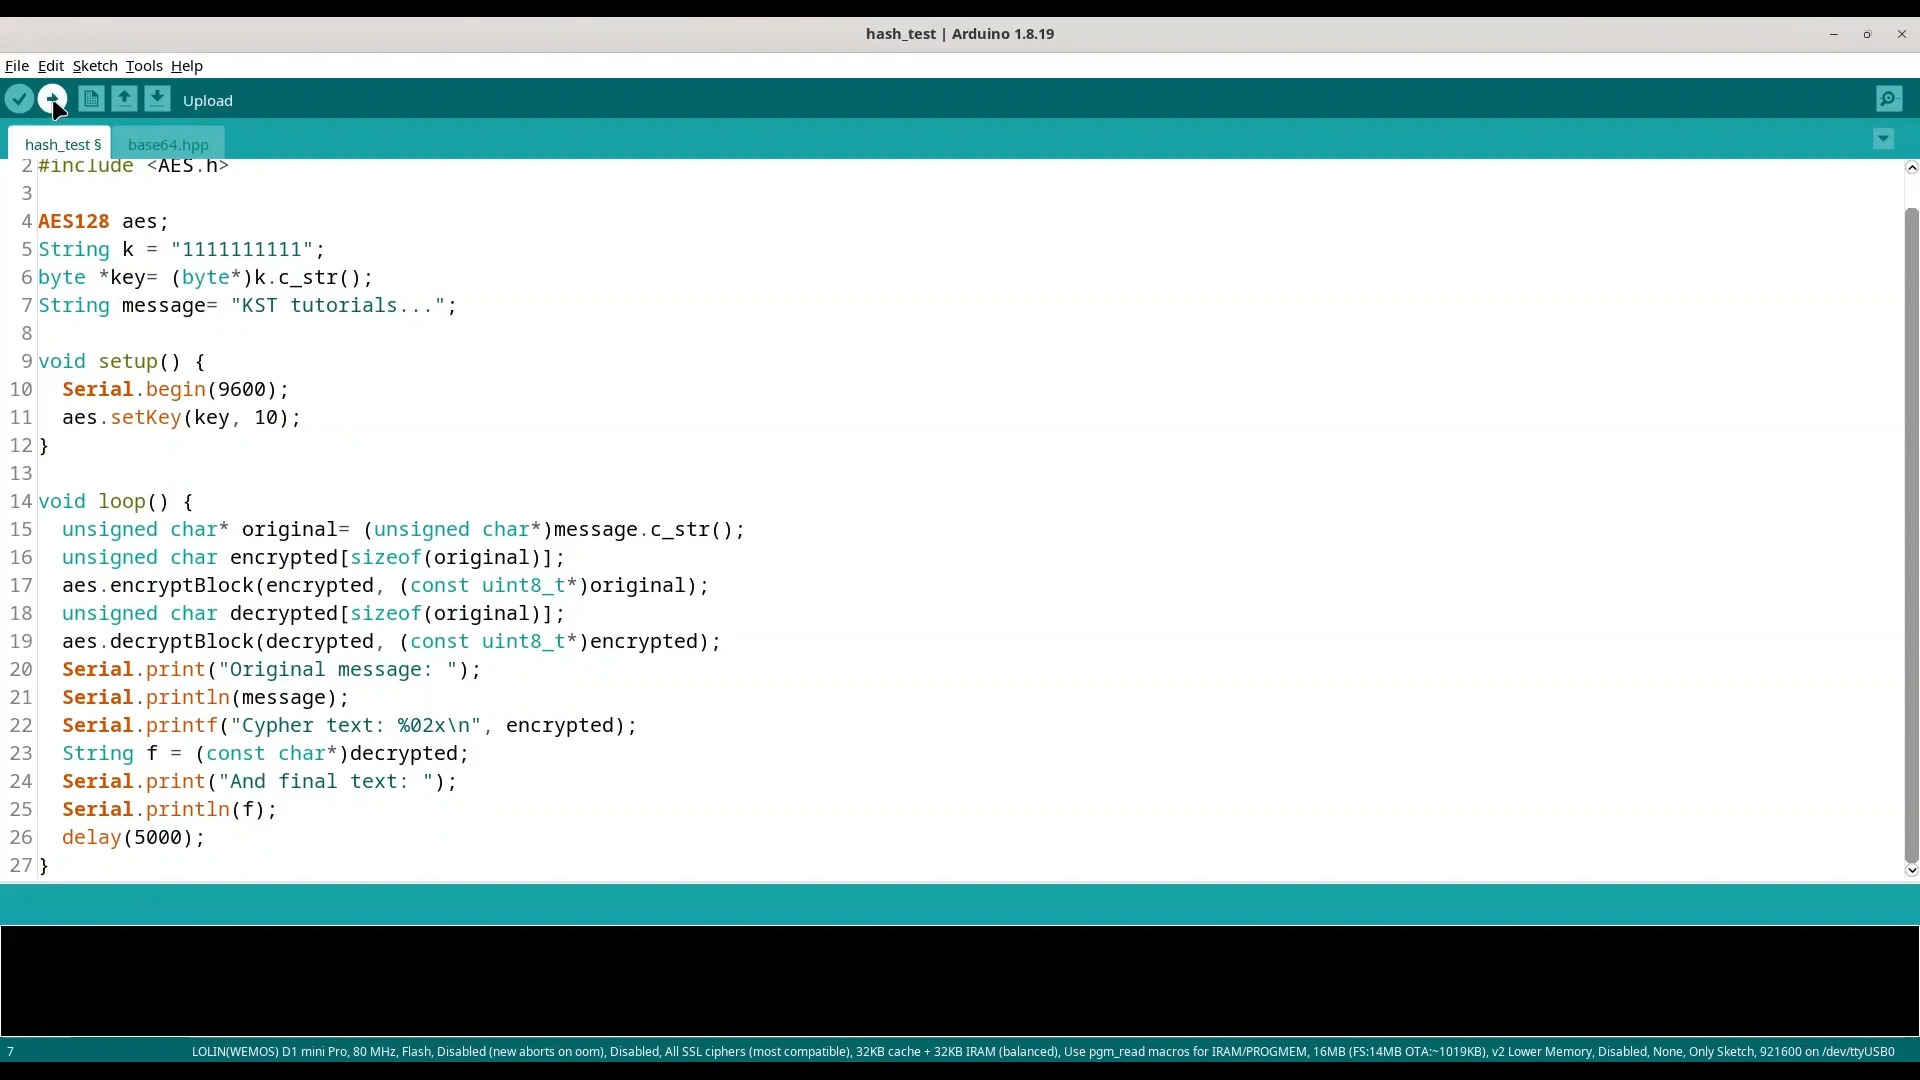 hash_test | Arduino 1.8.19
File Edit Sketch Tools Help
Upload
hash_test § base64.hpp
2 #include <AES.h>
3
4 AES128 aes;
5 String k = "1111111111";
6 byte *key= (byte*)k.c_str();
7 String message= "KST tutorials...";
8
9 void setup() {
10 Serial.begin(9600);
11 aes.setKey(key, 10);
12 }
13
14 void loop() {
15 unsigned char* original= (unsigned char*)message.c_str();
16 unsigned char encrypted[sizeof(original)];
17 aes.encryptBlock(encrypted, (const uint8_t*)original);
18 unsigned char decrypted[sizeof(original)];
19 aes.decryptBlock(decrypted, (const uint8_t*)encrypted);
20 Serial.print("Original message: ");
21 Serial.println(message);
22 Serial.printf("Cypher text: %02x\n", encrypted);
23 String f = (const char*)decrypted;
24 Serial.print("And final text: ");
25 Serial.println(f);
26 delay(5000);
27 }
7 LOLIN(WEMOS) D1 mini Pro, 80 MHz, Flash, Disabled (new aborts on oom), Disabled, All SSL ciphers (most compatible), 32KB cache + 32KB IRAM (balanced), Use pgm_read macros for IRAM/PROGMEM, 16MB (FS:14MB OTA:~1019KB), v2 Lower Memory, Disabled, None, Only Sketch, 921600 on /dev/ttyUSB0